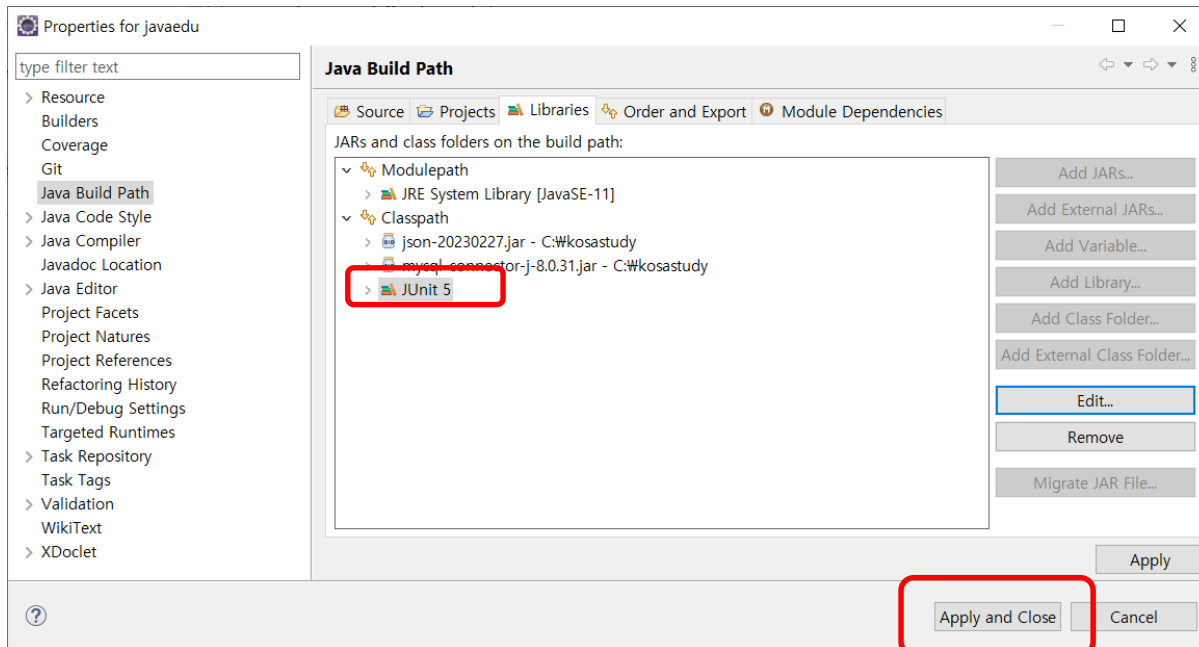 Properties for javaedu
type filter text
Resource
Builders
Coverage
Git
Java Build Path
Java Code Style
Java Compiler
Javadoc Location
Java Editor
Project Facets
Project Natures
Project References
Refactoring History
Run/Debug Settings
Targeted Runtimes
Task Repository
Task Tags
Validation
WikiText
XDoclet
Java Build Path
Source Projects Libraries Order and Export Module Dependencies
JARs and class folders on the build path:
Modulepath
JRE System Library [JavaSE-11]
Classpath
json-20230227.jar - C:₩kosastudy
mysql-connector-j-8.0.31.jar - C:₩kosastudy
JUnit 5
Add JARs...
Add External JARs...
Add Variable...
Add Library...
Add Class Folder...
Add External Class Folder...
Edit...
Remove
Migrate JAR File...
Apply
Apply and Close Cancel